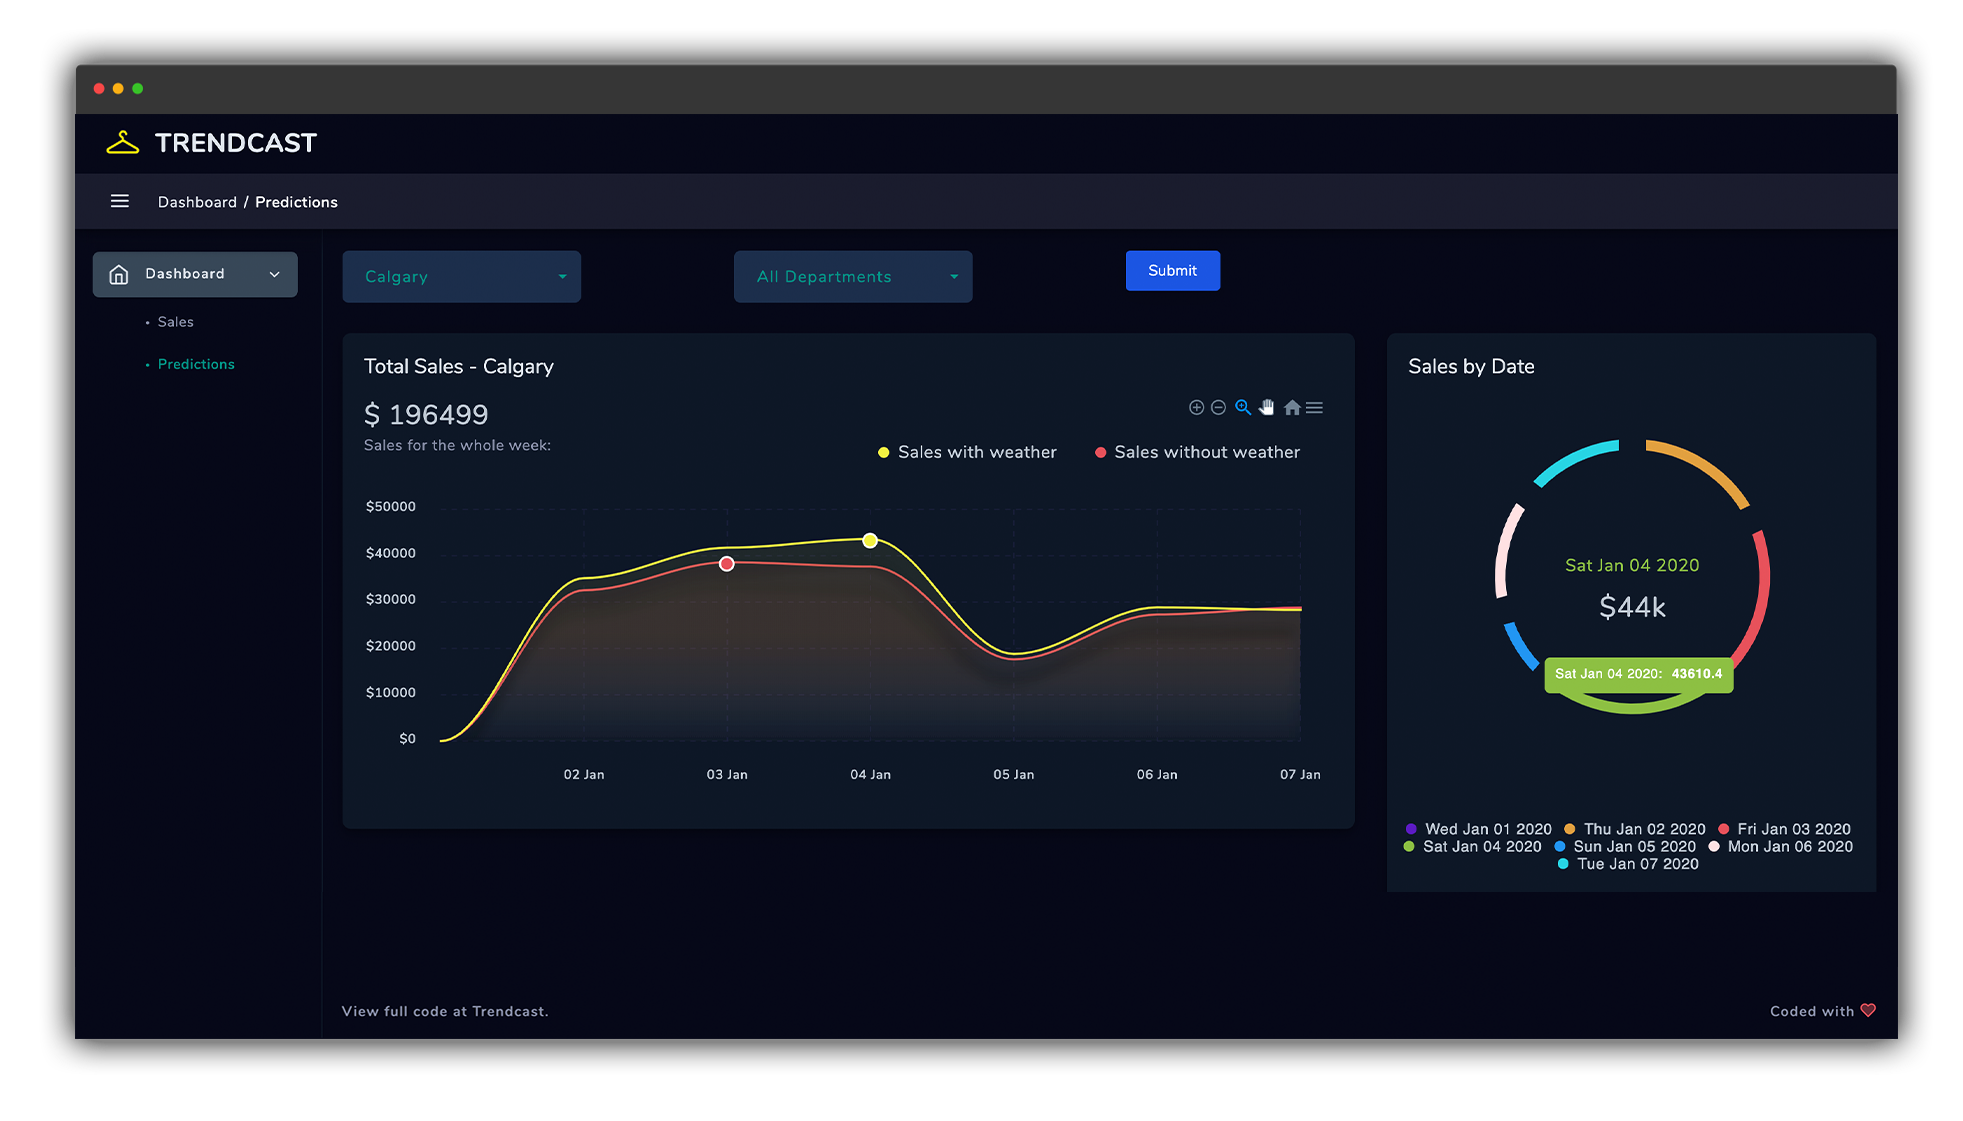 TRENDCAST
Dashboard / Predictions
Dashboard
Sales
Predictions
Calgary
All Departments
Submit
Total Sales - Calgary
$ 196499
Sales for the whole week:
Sales with weather
Sales without weather
$50000
$40000
$30000
$20000
$10000
$0
02 Jan
03 Jan
04 Jan
05 Jan
06 Jan
07 Jan
Sales by Date
Sat Jan 04 2020
$44k
Sat Jan 04 2020: 43610.4
Wed Jan 01 2020 Thu Jan 02 2020 Fri Jan 03 2020
Sat Jan 04 2020 Sun Jan 05 2020 Mon Jan 06 2020
Tue Jan 07 2020
View full code at Trendcast.
Coded with